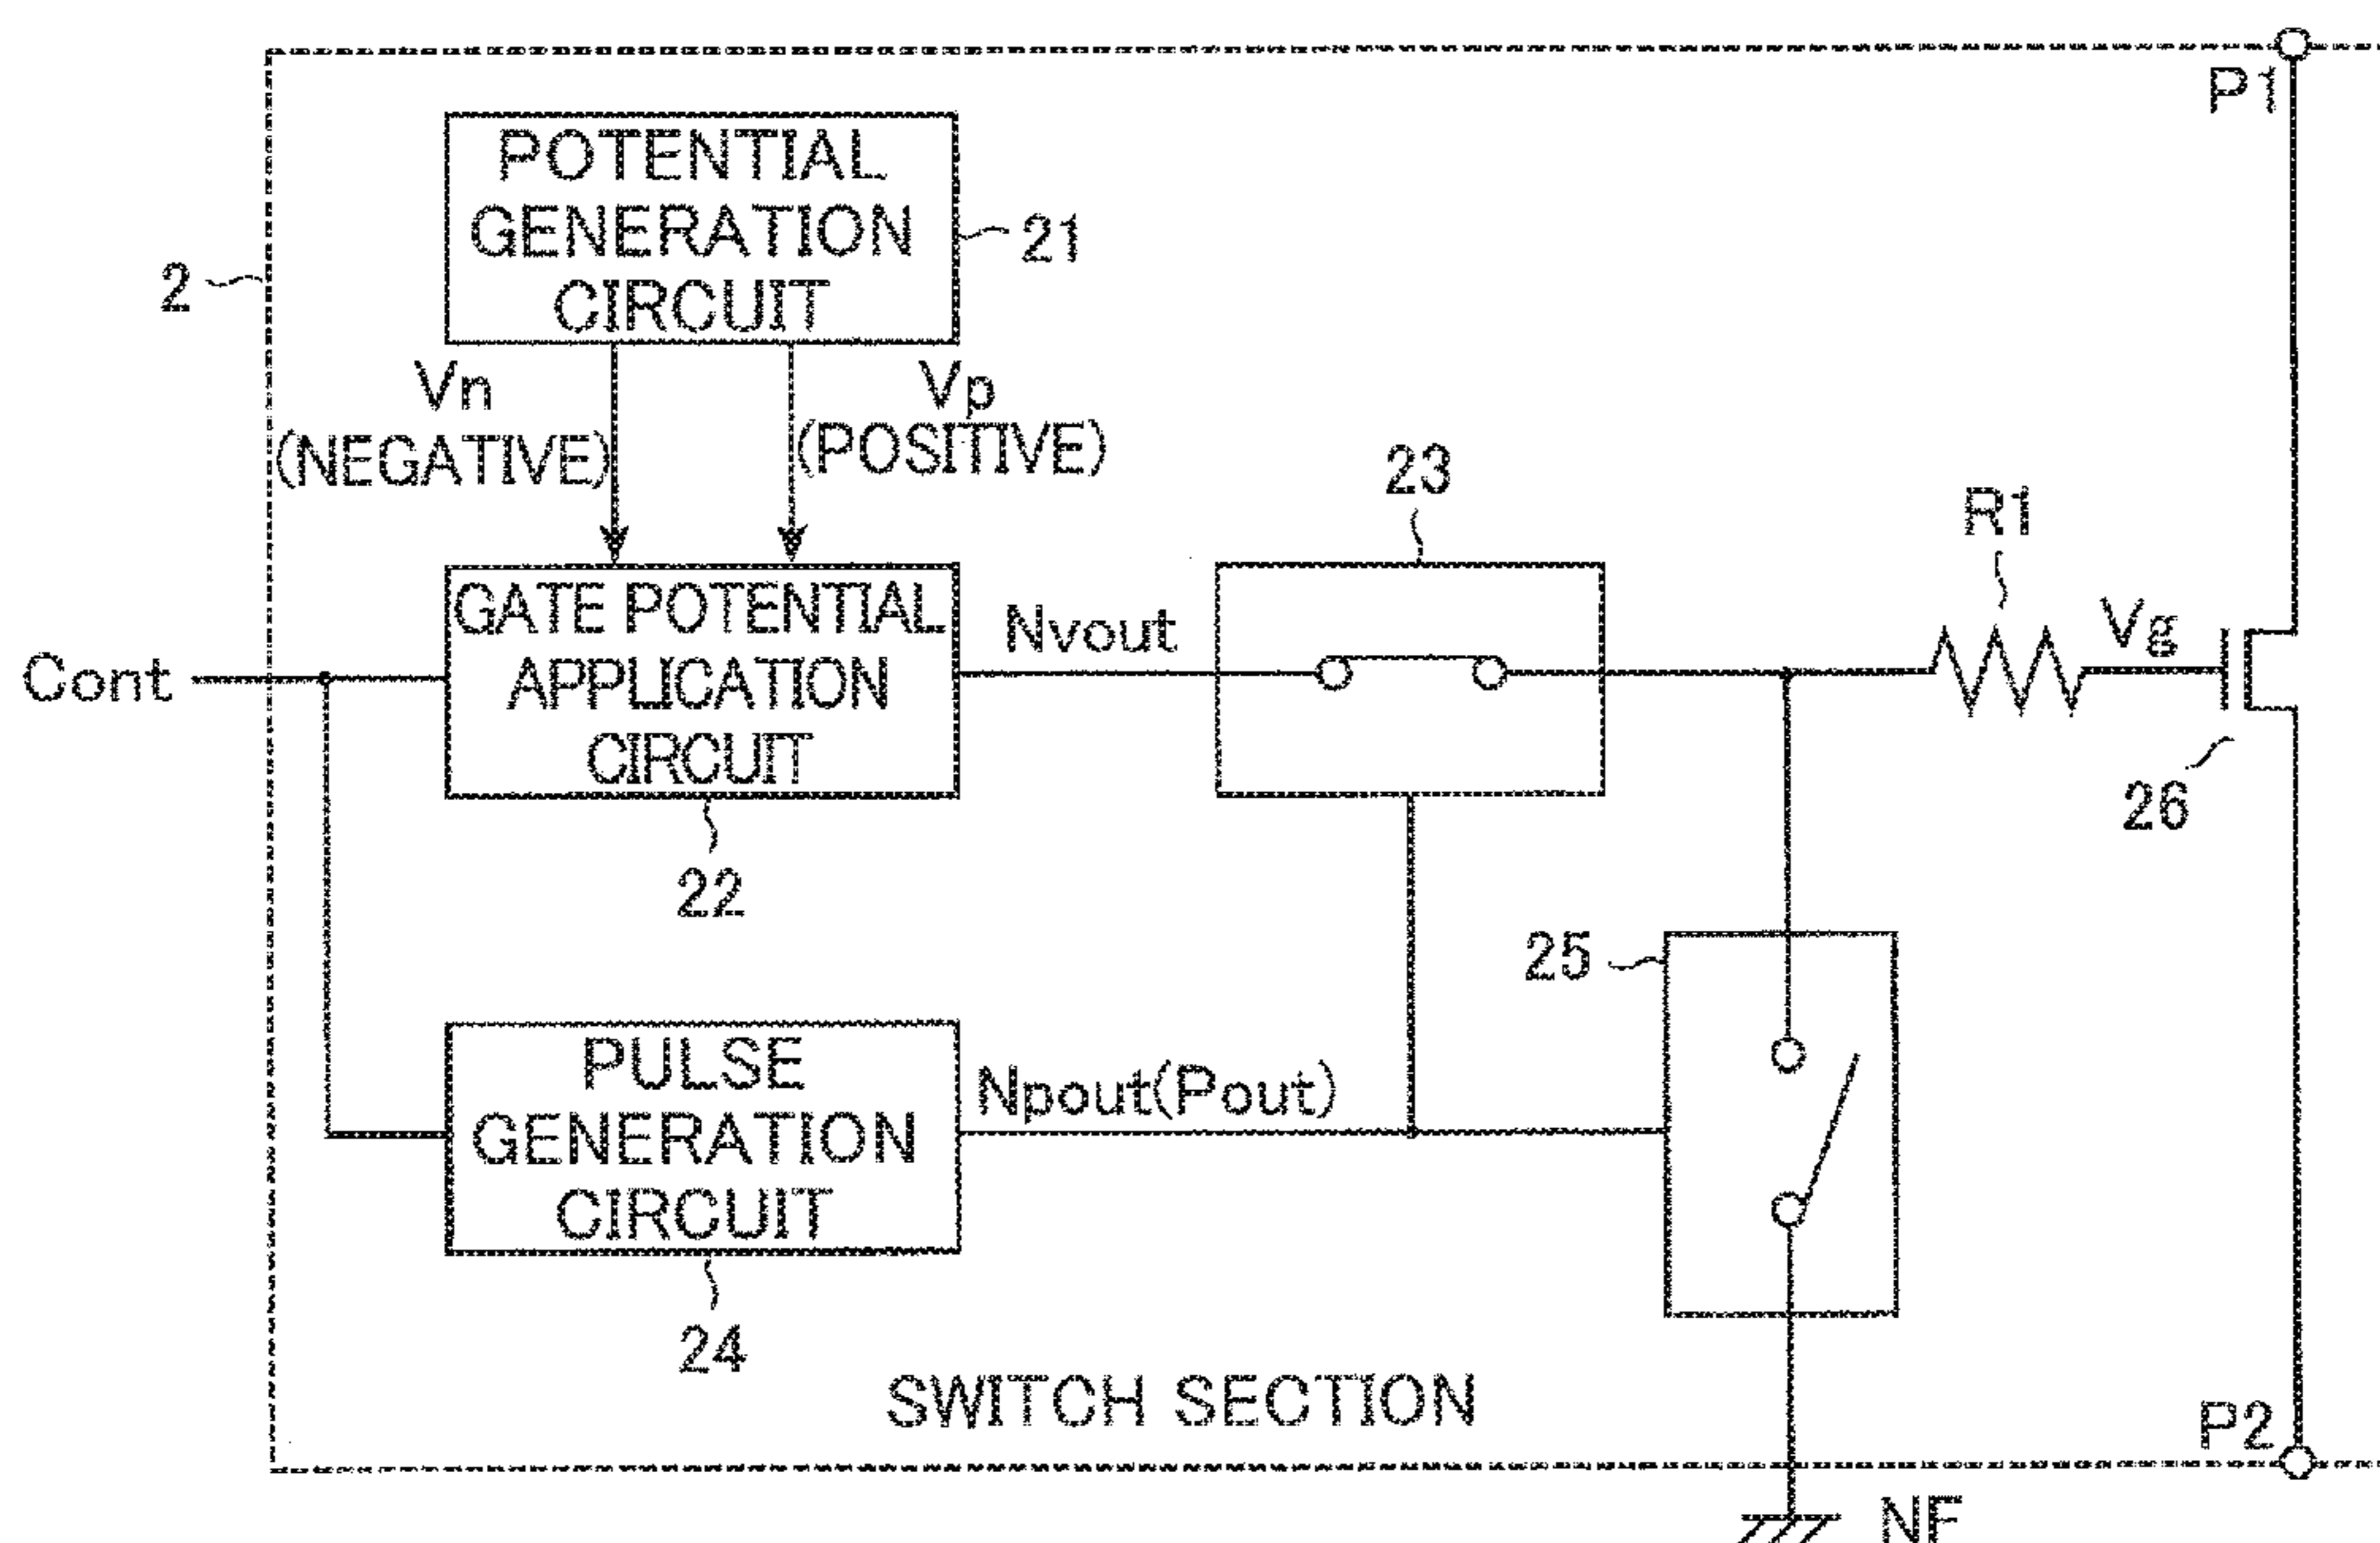 P1
POTENTIAL
GENERATION
CIRCUIT
21
2
Vn
(NEGATIVE)
Vp
(POSITIVE)
23
R1
GATE POTENTIAL
APPLICATION
CIRCUIT
Nvout
Vg
Cont
26
22
25
PULSE
GENERATION
CIRCUIT
Npout(Pout)
24
SWITCH SECTION
P2
NF